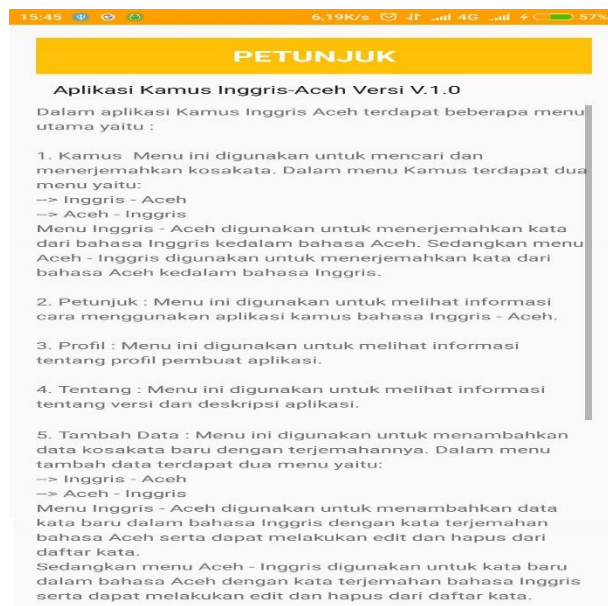 15:45 6,19K/s 4G 57%
PETUNJUK
Aplikasi Kamus Inggris-Aceh Versi V.1.0
Dalam aplikasi Kamus Inggris Aceh terdapat beberapa menu
utama yaitu :
1. Kamus Menu ini digunakan untuk mencari dan
menerjemahkan kosakata. Dalam menu Kamus terdapat dua
menu yaitu:
--> Inggris - Aceh
--> Aceh - Inggris
Menu Inggris - Aceh digunakan untuk menerjemahkan kata
dari bahasa Inggris kedalam bahasa Aceh. Sedangkan menu
Aceh - Inggris digunakan untuk menerjemahkan kata dari
bahasa Aceh kedalam bahasa Inggris.
2. Petunjuk : Menu ini digunakan untuk melihat informasi
cara menggunakan aplikasi kamus bahasa Inggris - Aceh.
3. Profil : Menu ini digunakan untuk melihat informasi
tentang profil pembuat aplikasi.
4. Tentang : Menu ini digunakan untuk melihat informasi
tentang versi dan deskripsi aplikasi.
5. Tambah Data : Menu ini digunakan untuk menambahkan
data kosakata baru dengan terjemahannya. Dalam menu
tambah data terdapat dua menu yaitu:
--> Inggris - Aceh
--> Aceh - Inggris
Menu Inggris - Aceh digunakan untuk menambahkan data
kata baru dalam bahasa Inggris dengan kata terjemahan
bahasa Aceh serta dapat melakukan edit dan hapus dari
daftar kata.
Sedangkan menu Aceh - Inggris digunakan untuk kata baru
dalam bahasa Aceh dengan kata terjemahan bahasa Inggris
serta dapat melakukan edit dan hapus dari daftar kata.